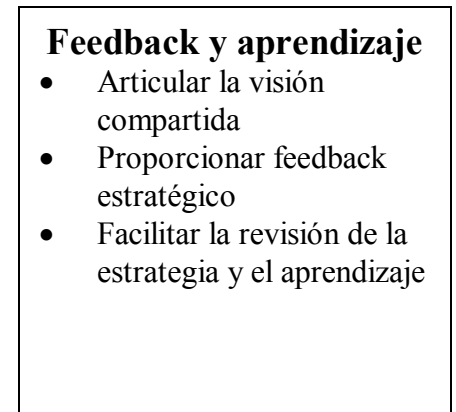 Feedback y aprendizaje
• Articular la visión
compartida
• Proporcionar feedback
estratégico
• Facilitar la revisión de la
estrategia y el aprendizaje